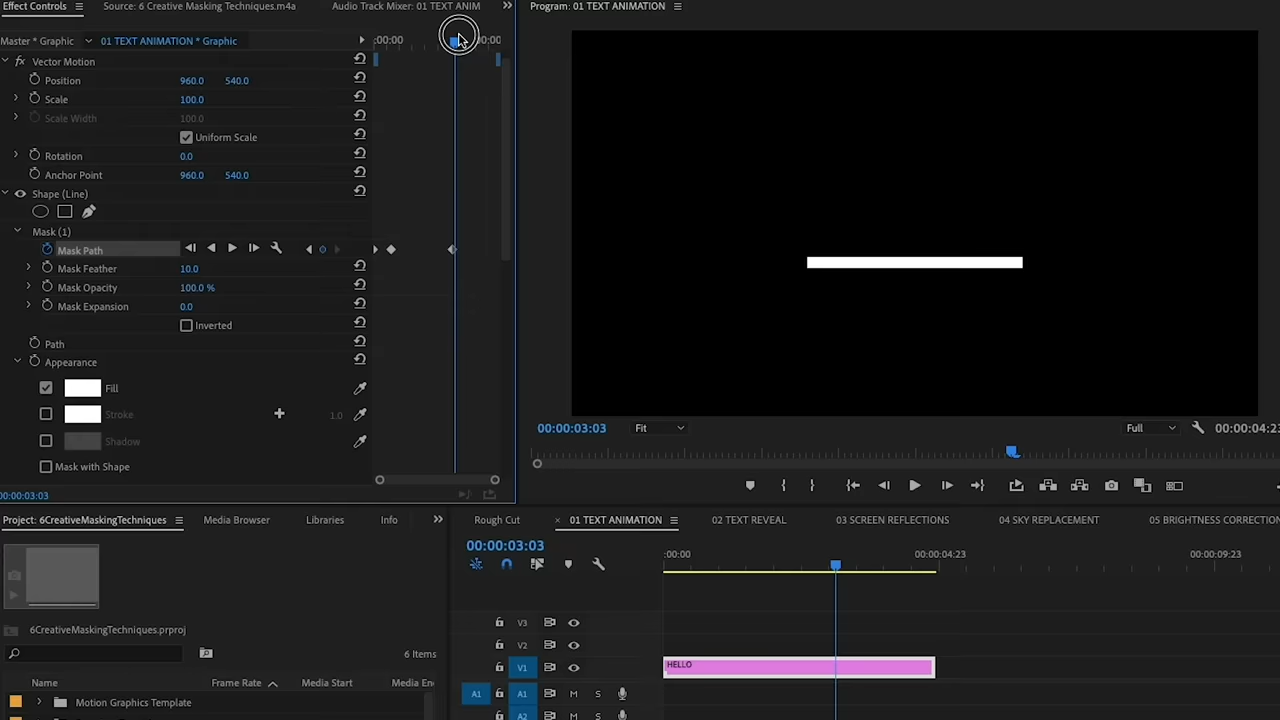 Effect Controls Source: 6 Creative Masking Techniques.m4a Audio Track Mixer: 01 TEXT ANIM
Program: 01 TEXT ANIMATION
Master * Graphic 01 TEXT ANIMATION * Graphic :00:00 00:00
Vector Motion
Position 960.0 540.0
Scale 100.0
Scale Width 100.0
Uniform Scale
Rotation 0.0
Anchor Point 960.0 540.0
Shape (Line)
Mask (1)
Mask Path
Mask Feather 10.0
Mask Opacity 100.0 %
Mask Expansion 0.0
Inverted
Path
Appearance
Fill
Stroke 1.0
Shadow
Mask with Shape
00:00:03:03
00:00:03:03 Fit Full 00:00:04:23
Project: 6CreativeMaskingTechniques Media Browser Libraries Info
6CreativeMaskingTechniques.prproj
6 Items
Name Frame Rate Media Start Media En
Motion Graphics Template
Rough Cut 01 TEXT ANIMATION 02 TEXT REVEAL 03 SCREEN REFLECTIONS 04 SKY REPLACEMENT 05 BRIGHTNESS CORRECTION
00:00:03:03
:00:00 00:00:04:23 00:00:09:23
V3
V2
V1 HELLO
A1 A1 M S
A2 M S